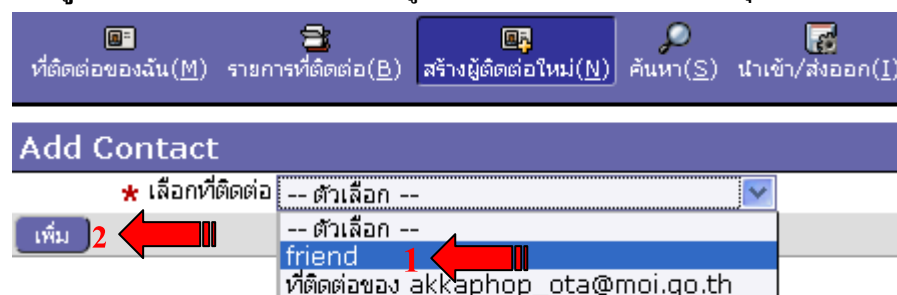 ที่ติดต่อของฉัน(M) รายการที่ติดต่อ(B) สร้างผู้ติดต่อใหม่(N) ค้นหา(S) นำเข้า/ส่งออก(I)
Add Contact
* เลือกที่ติดต่อ -- ตัวเลือก --
เพิ่ม 2 -- ตัวเลือก --
friend 1
ที่ติดต่อของ akkaphop_ota@moi.go.th